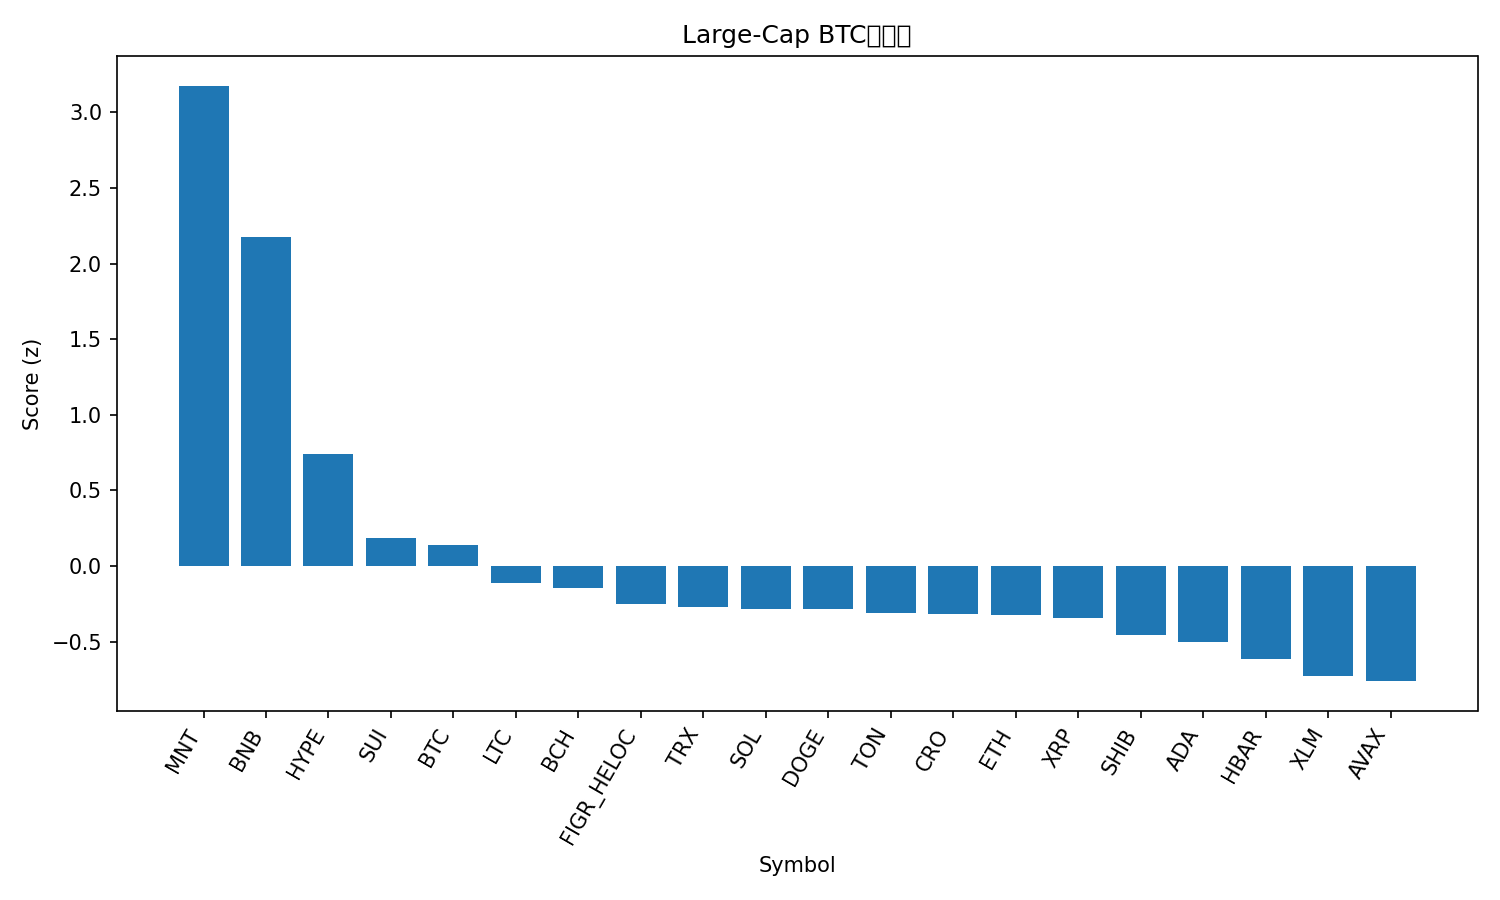 Large-Cap BTC
3.0
2.5
2.0
1.5
1.0
0.5
0.0
−0.5
Score (z)
MNT
BNB
HYPE
SUI
BTC
LTC
BCH
FIGR_HELOC
TRX
SOL
DOGE
TON
CRO
ETH
XRP
SHIB
ADA
HBAR
XLM
AVAX
Symbol